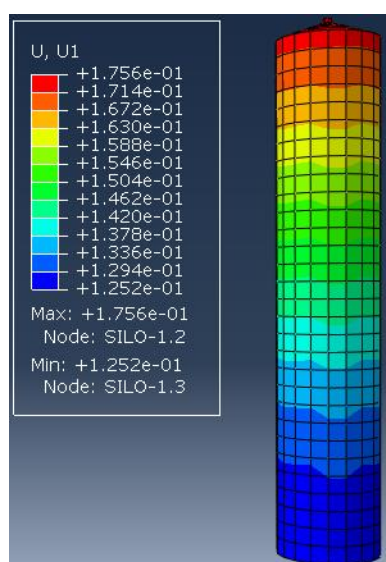 U, U1
+1.756e-01
+1.714e-01
+1.672e-01
+1.630e-01
+1.588e-01
+1.546e-01
+1.504e-01
+1.462e-01
+1.420e-01
+1.378e-01
+1.336e-01
+1.294e-01
+1.252e-01
Max: +1.756e-01
Node: SILO-1.2
Min: +1.252e-01
Node: SILO-1.3